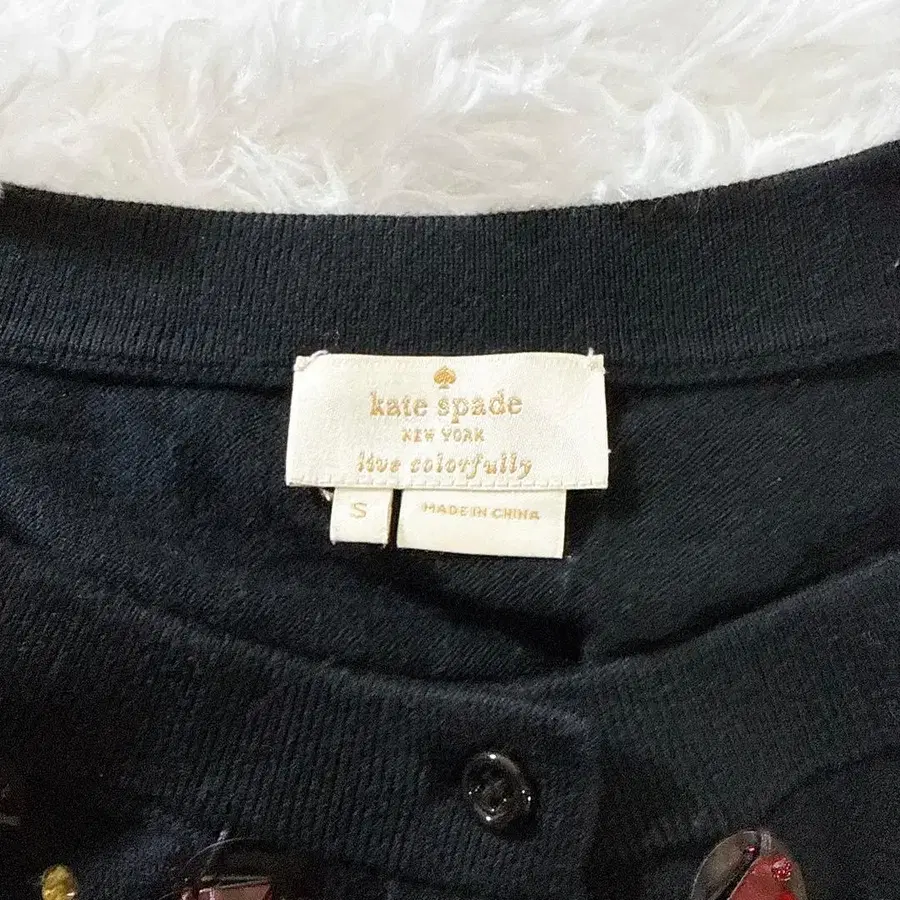 kate spade
NEW YORK
live colorfully
S
MADE IN CHINA